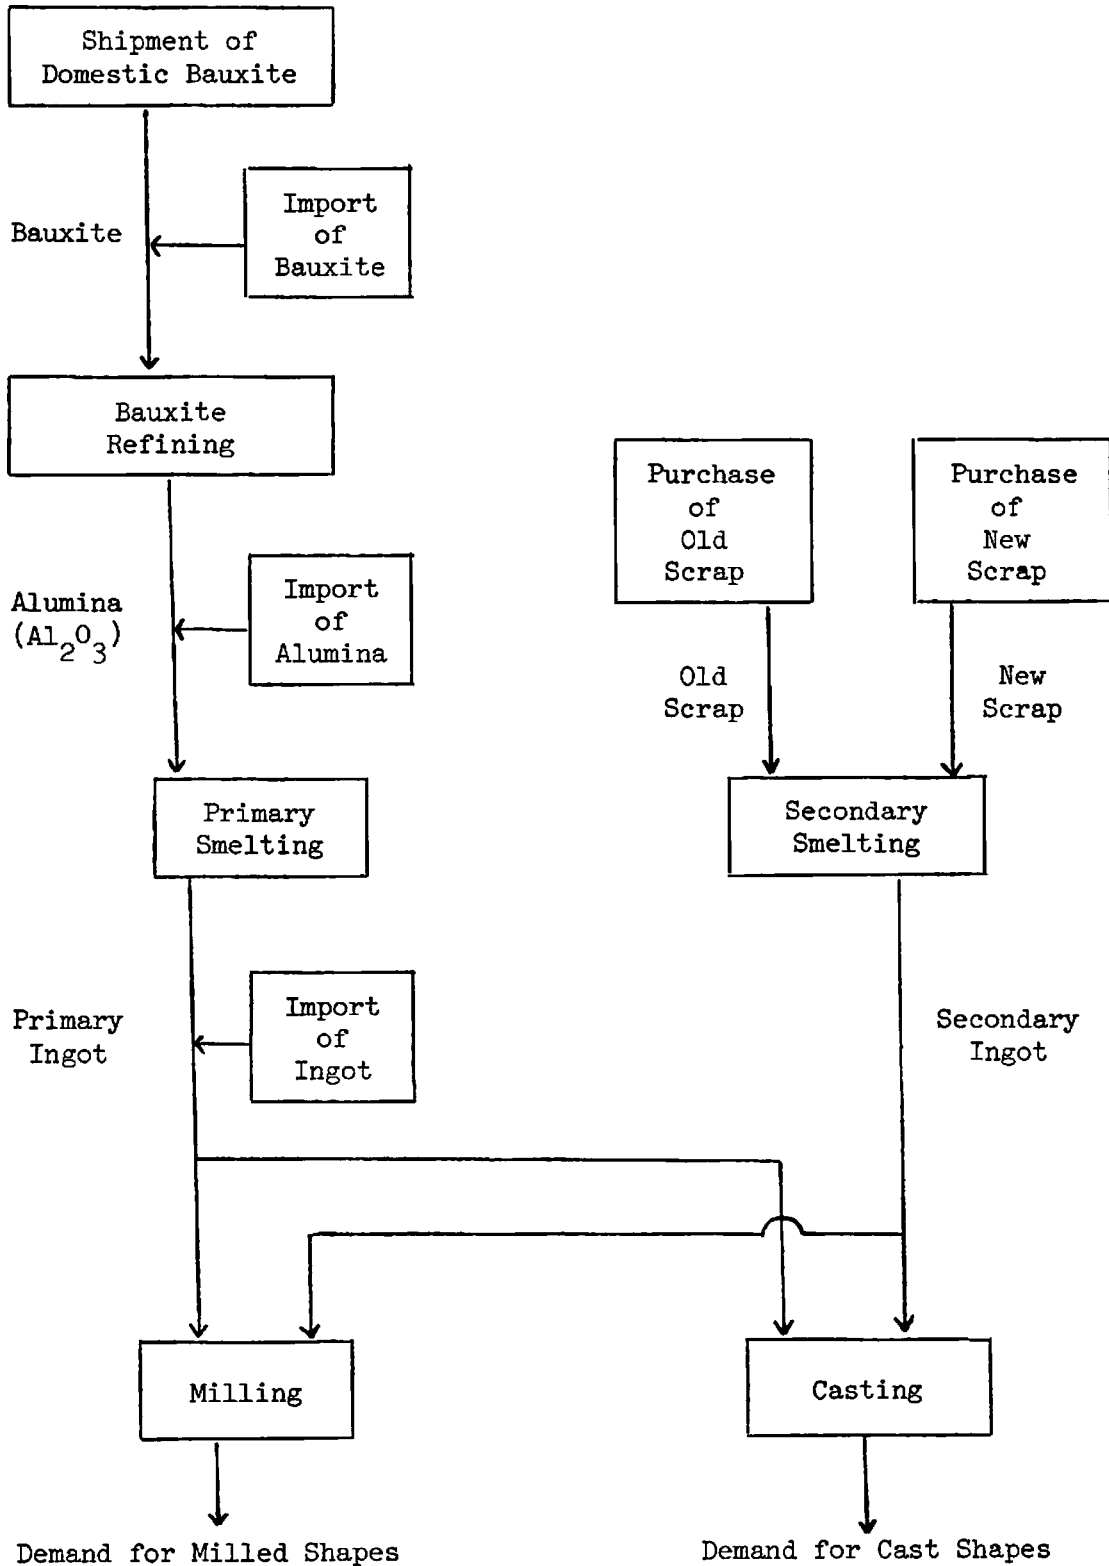 Shipment of
Domestic Bauxite
Import
of
Bauxite
Bauxite
Bauxite
Refining
Purchase
of
Old
Scrap
Purchase
of
New
Scrap
Import
of
Alumina
Alumina
(Al2O3)
Old
Scrap
New
Scrap
Primary
Smelting
Secondary
Smelting
Import
of
Ingot
Primary
Ingot
Secondary
Ingot
Milling
Casting
Demand for Milled Shapes
Demand for Cast Shapes